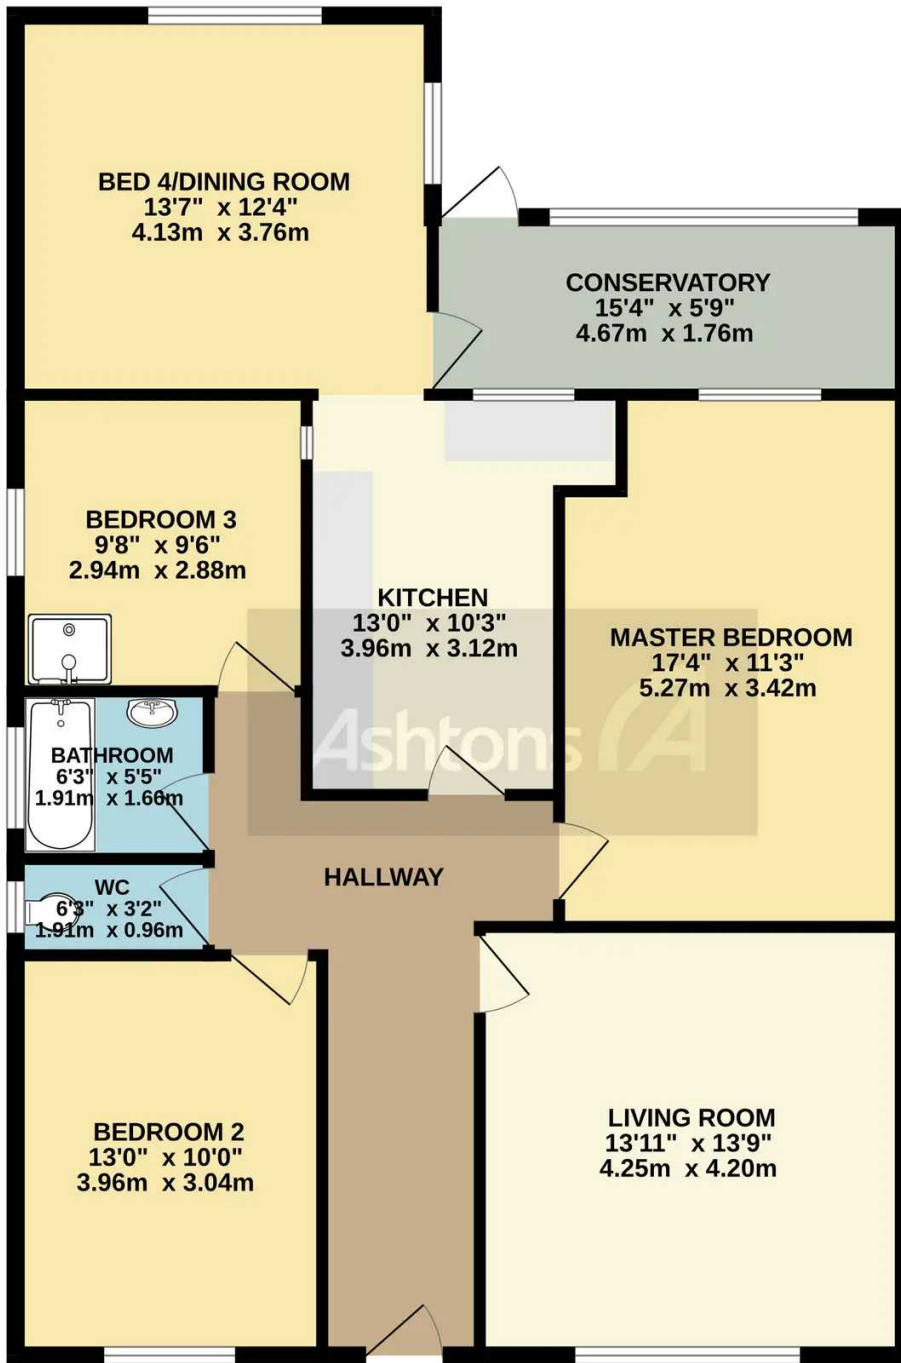 BED 4/DINING ROOM
13'7" x 12'4"
4.13m x 3.76m
CONSERVATORY
15'4" x 5'9"
4.67m x 1.76m
BEDROOM 3
9'8" x 9'6"
2.94m x 2.88m
KITCHEN
13'0" x 10'3"
3.96m x 3.12m
MASTER BEDROOM
17'4" x 11'3"
5.27m x 3.42m
Ashtons
BATHROOM
6'3" x 5'5"
1.91m x 1.66m
HALLWAY
WC
6'3" x 3'2"
1.91m x 0.96m
BEDROOM 2
13'0" x 10'0"
3.96m x 3.04m
LIVING ROOM
13'11" x 13'9"
4.25m x 4.20m